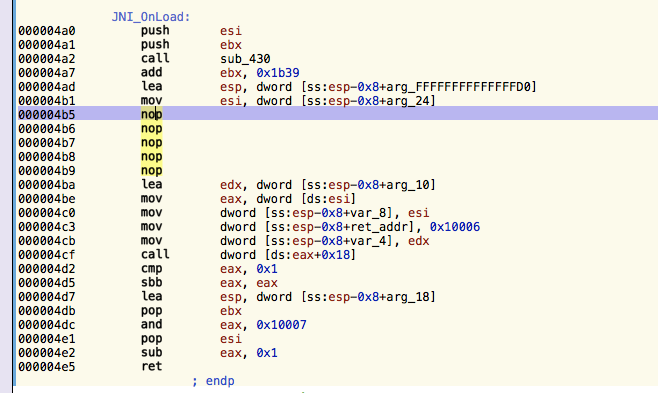 JNI_OnLoad:
000004a0 push esi
000004a1 push ebx
000004a2 call sub_430
000004a7 add ebx, 0x1b39
000004ad lea esp, dword [ss:esp-0x8+arg_FFFFFFFFFFFFFFD0]
000004b1 mov esi, dword [ss:esp-0x8+arg_24]
000004b5 nop
000004b6 nop
000004b7 nop
000004b8 nop
000004b9 nop
000004ba lea edx, dword [ss:esp-0x8+arg_10]
000004be mov eax, dword [ds:esi]
000004c0 mov dword [ss:esp-0x8+var_8], esi
000004c3 mov dword [ss:esp-0x8+ret_addr], 0x10006
000004cb mov dword [ss:esp-0x8+var_4], edx
000004cf call dword [ds:eax+0x18]
000004d2 cmp eax, 0x1
000004d5 sbb eax, eax
000004d7 lea esp, dword [ss:esp-0x8+arg_18]
000004db pop ebx
000004dc and eax, 0x10007
000004e1 pop esi
000004e2 sub eax, 0x1
000004e5 ret
; endp